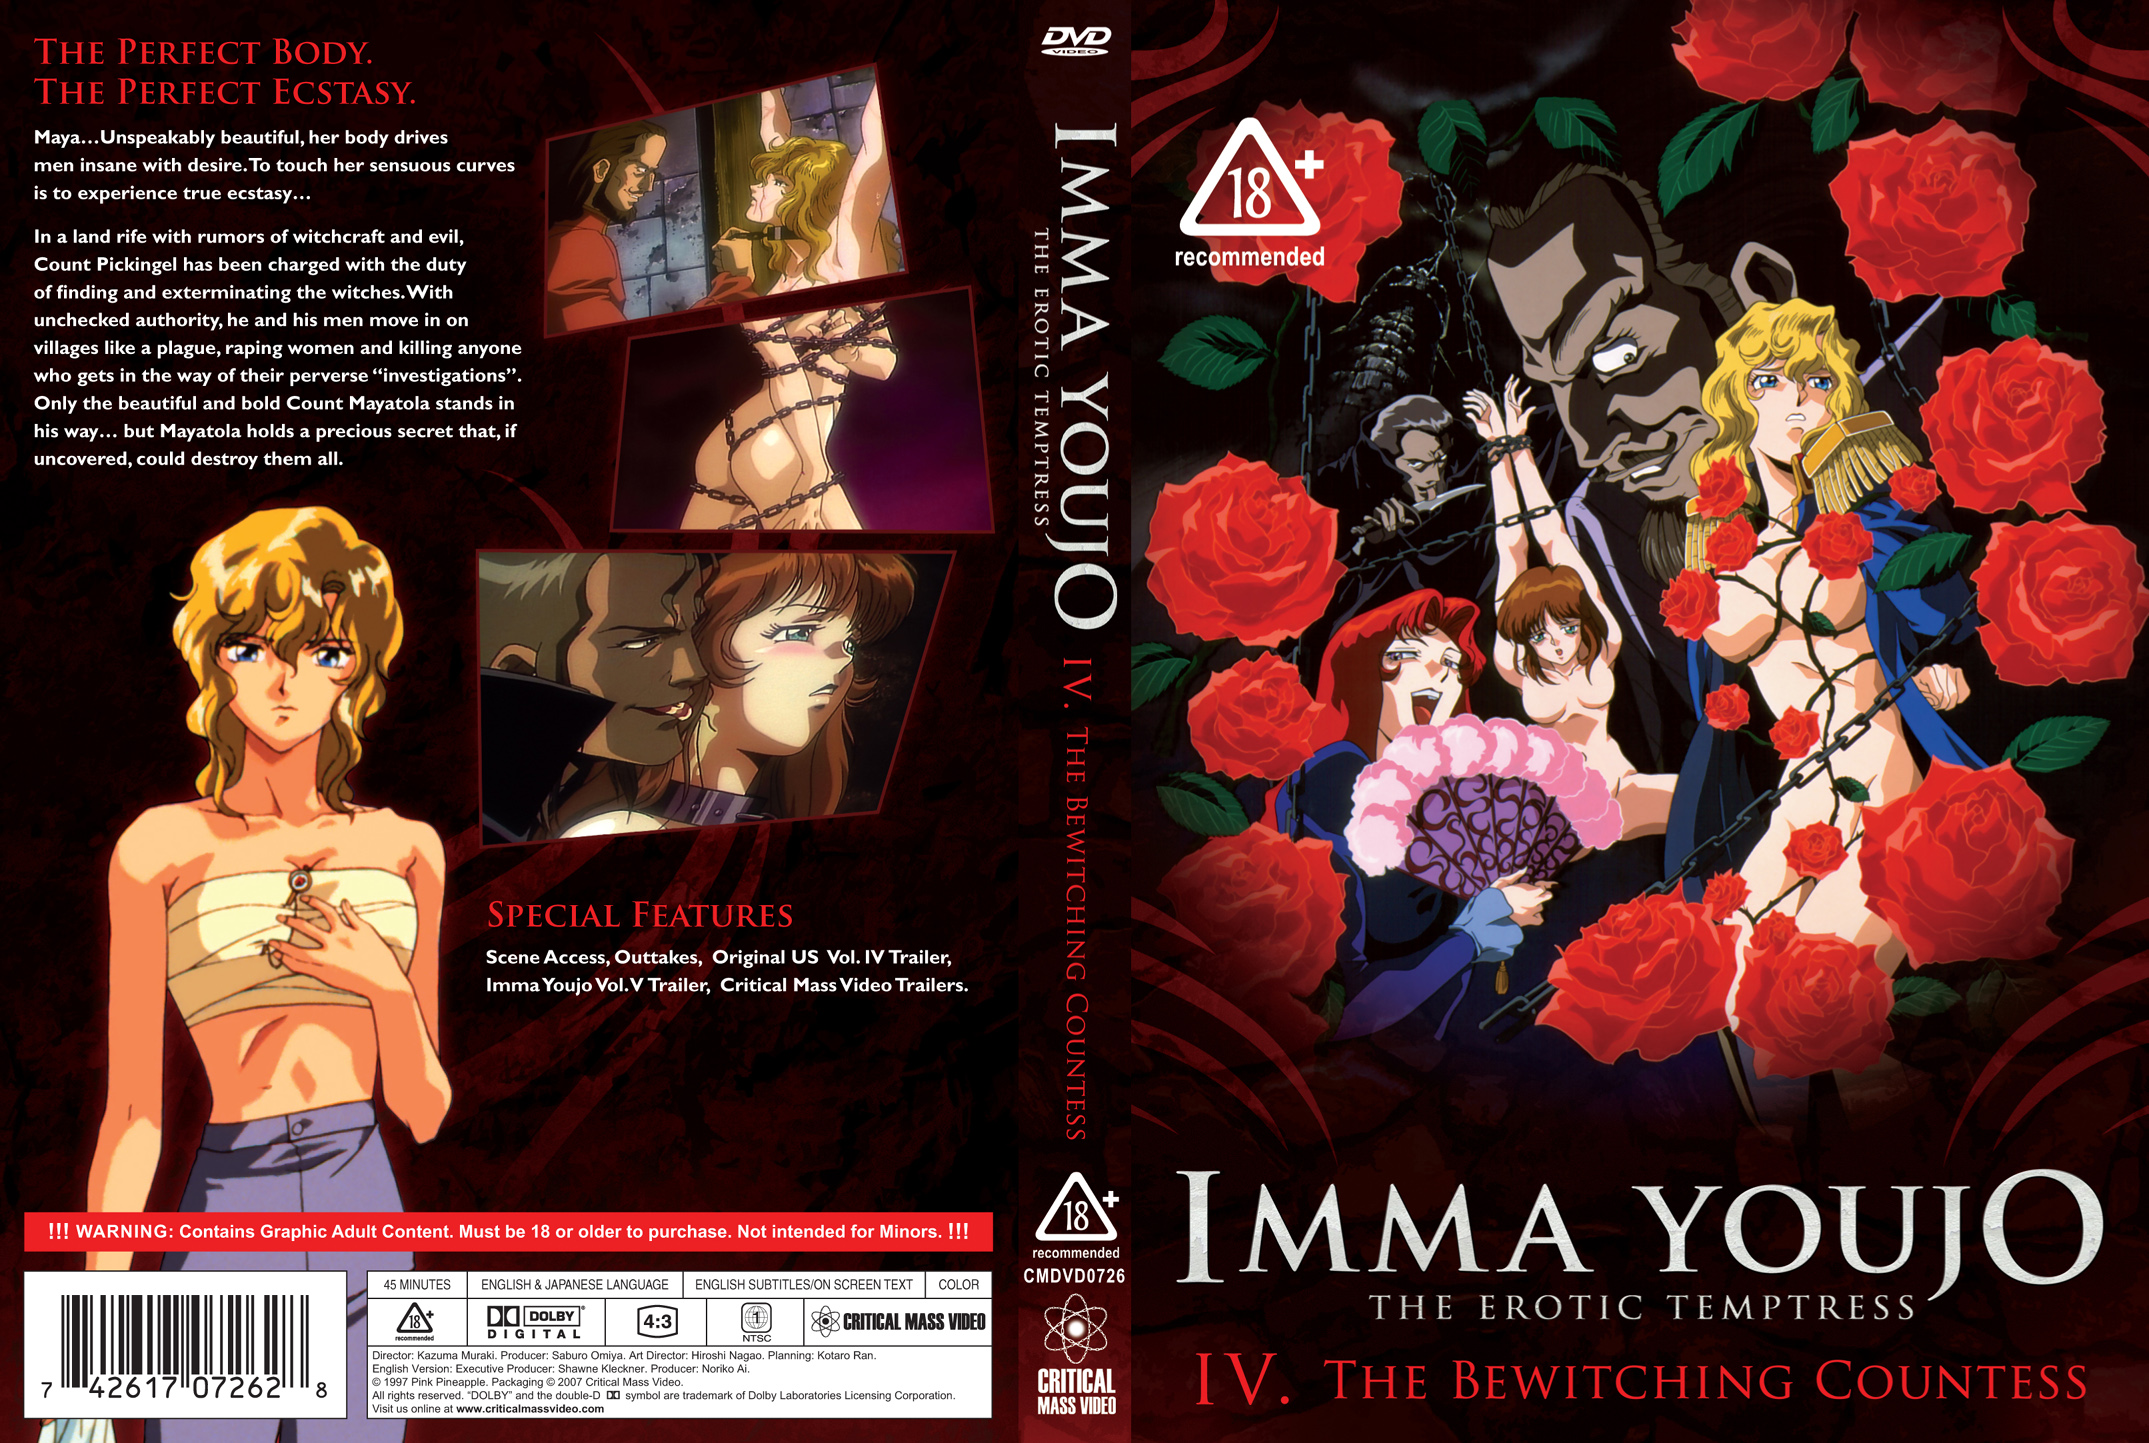 THE PERFECT BODY.
THE PERFECT ECSTASY.
Maya...Unspeakably beautiful, her body drives
men insane with desire. To touch her sensuous curves
is to experience true ecstasy...
In a land rife with rumors of witchcraft and evil,
Count Pickingel has been charged with the duty
of finding and exterminating the witches. With
unchecked authority, he and his men move in on
villages like a plague, raping women and killing anyone
who gets in the way of their perverse “investigations”.
Only the beautiful and bold Count Mayatola stands in
his way... but Mayatola holds a precious secret that, if
uncovered, could destroy them all.
SPECIAL FEATURES
Scene Access, Outtakes, Original US Vol. IV Trailer,
Imma Youjo Vol. V Trailer, Critical Mass Video Trailers.
!!! WARNING: Contains Graphic Adult Content. Must be 18 or older to purchase. Not intended for Minors. !!!
7 42617 07262 8
45 MINUTES ENGLISH & JAPANESE LANGUAGE ENGLISH SUBTITLES/ON SCREEN TEXT COLOR
18+ recommended DOLBY DIGITAL 4:3 1 NTSC CRITICAL MASS VIDEO
Director: Kazuma Muraki. Producer: Saburo Omiya. Art Director: Hiroshi Nagao. Planning: Kotaro Ran.
English Version: Executive Producer: Shawne Kleckner. Producer: Noriko Ai.
© 1997 Pink Pineapple. Packaging © 2007 Critical Mass Video.
All rights reserved. “DOLBY” and the double-D symbol are trademark of Dolby Laboratories Licensing Corporation.
Visit us online at www.criticalmassvideo.com
DVD
VIDEO
IMMA YOUJO
THE EROTIC TEMPTRESS
IV. THE BEWITCHING COUNTESS
18+
recommended
CMDVD0726
CRITICAL
MASS VIDEO
18+
recommended
IMMA YOUJO
THE EROTIC TEMPTRESS
IV. THE BEWITCHING COUNTESS